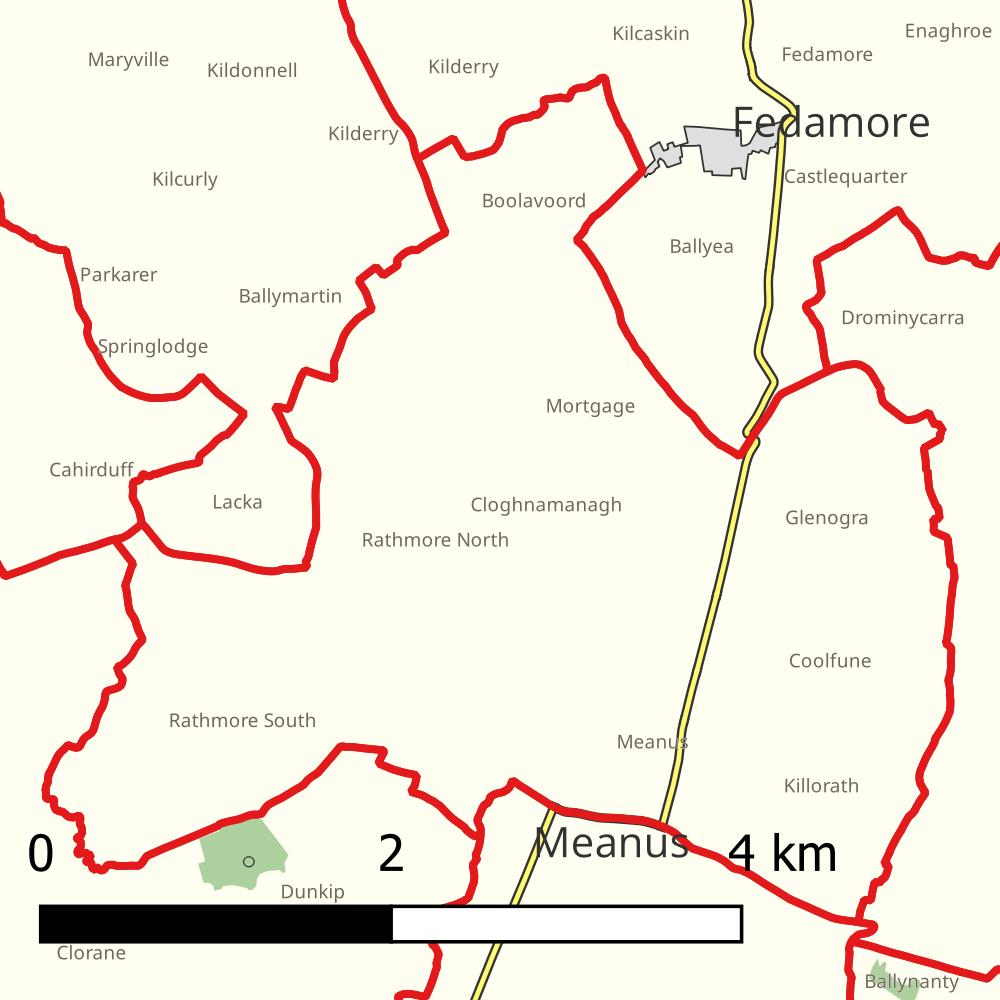 Enaghroe
Kilcaskin
Fedamore
Maryville
Kilderry
Kildonnell
Fedamore
Kilderry
Castlequarter
Kilcurly
Boolavoord
Ballyea
Parkarer
Ballymartin
Drominycarra
Springlodge
Mortgage
Cahirduff
Lacka
Cloghnamanagh
Glenogra
Rathmore North
Coolfune
Rathmore South
Meanus
Killorath
Meanus
0 2 4 km
Dunkip
Clorane
Ballynanty